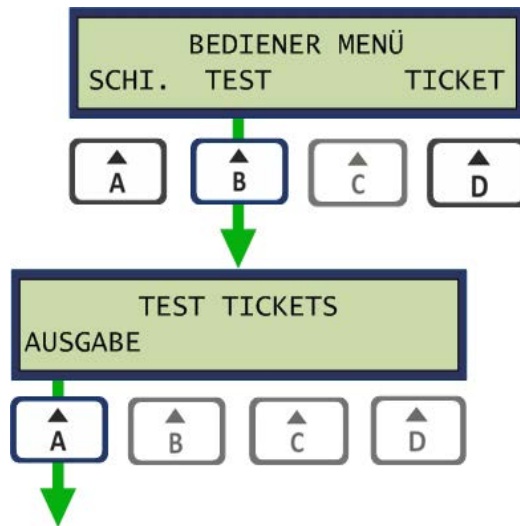 BEDIENER MENÜ
SCHI. TEST TICKET
A B C D
TEST TICKETS
AUSGABE
A B C D